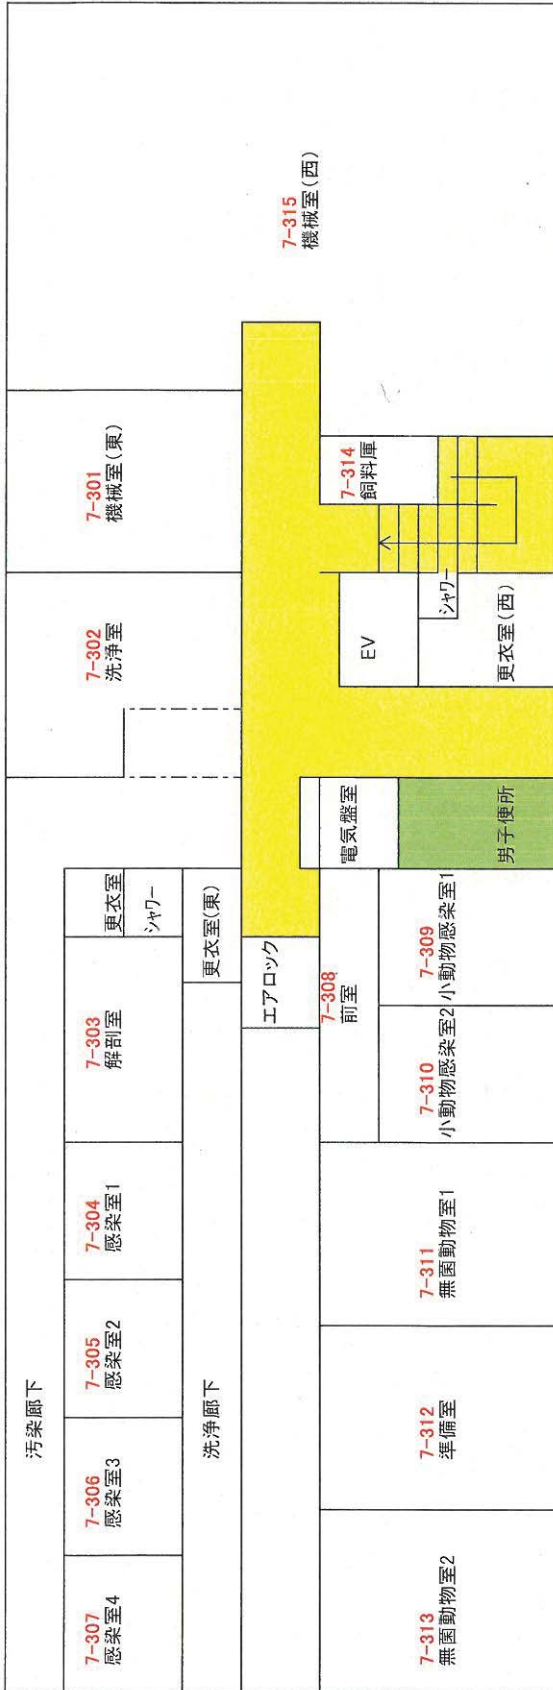 汚染廊下
7-307
感染室4
7-306
感染室3
7-305
感染室2
7-304
感染室1
7-303
解剖室
更衣室
シャワー
7-302
洗浄室
7-301
機械室(東)
洗浄廊下
更衣室(東)
エアロック
7-315
機械室(西)
7-313
無菌動物室2
7-312
準備室
7-311
無菌動物室1
7-308
前室
7-310
小動物感染室2
7-309
小動物感染室1
電気盤室
男子便所
EV
シャワー
更衣室(西)
7-314
飼料庫